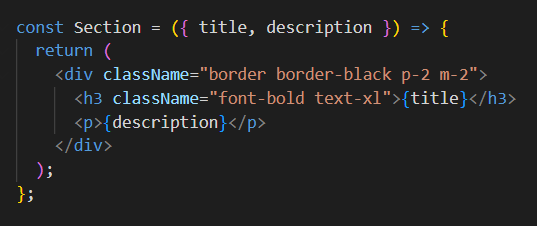 const Section = ({ title, description }) => {
  return (
    <div className="border border-black p-2 m-2">
      <h3 className="font-bold text-xl">{title}</h3>
      <p>{description}</p>
    </div>
  );
};